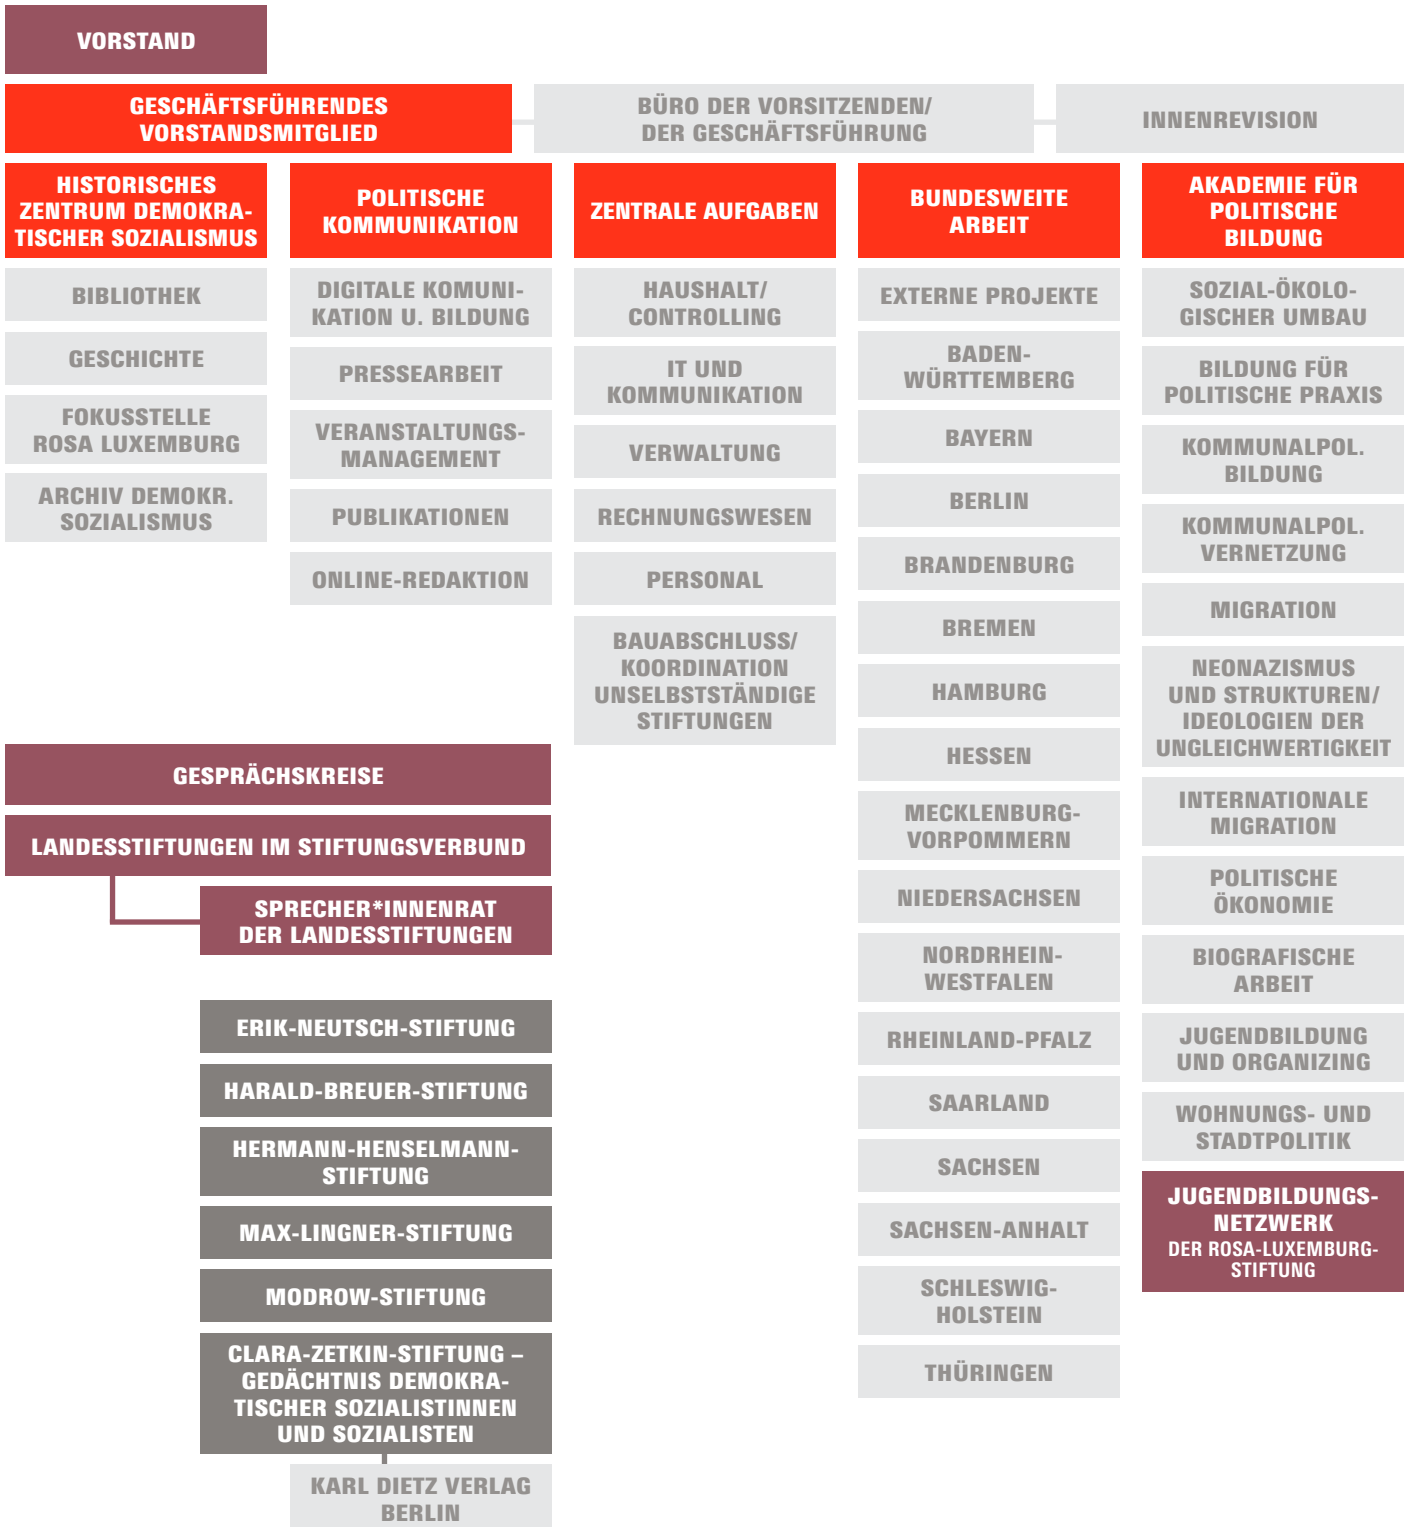 VORSTAND
GESCHÄFTSFÜHRENDES
VORSTANDSMITGLIED
BÜRO DER VORSITZENDEN/
DER GESCHÄFTSFÜHRUNG
INNENREVISION
HISTORISCHES
ZENTRUM DEMOKRA-
TISCHER SOZIALISMUS
BIBLIOTHEK
GESCHICHTE
FOKUSSTELLE
ROSA LUXEMBURG
ARCHIV DEMOKR.
SOZIALISMUS
POLITISCHE
KOMMUNIKATION
DIGITALE KOMUNI-
KATION U. BILDUNG
PRESSEARBEIT
VERANSTALTUNGS-
MANAGEMENT
PUBLIKATIONEN
ONLINE-REDAKTION
ZENTRALE AUFGABEN
HAUSHALT/
CONTROLLING
IT UND
KOMMUNIKATION
VERWALTUNG
RECHNUNGSWESEN
PERSONAL
BAUABSCHLUSS/
KOORDINATION
UNSELBSTSTÄNDIGE
STIFTUNGEN
BUNDESWEITE
ARBEIT
EXTERNE PROJEKTE
BADEN-
WÜRTTEMBERG
BAYERN
BERLIN
BRANDENBURG
BREMEN
HAMBURG
HESSEN
MECKLENBURG-
VORPOMMERN
NIEDERSACHSEN
NORDRHEIN-
WESTFALEN
RHEINLAND-PFALZ
SAARLAND
SACHSEN
SACHSEN-ANHALT
SCHLESWIG-
HOLSTEIN
THÜRINGEN
AKADEMIE FÜR
POLITISCHE
BILDUNG
SOZIAL-ÖKOLO-
GISCHER UMBAU
BILDUNG FÜR
POLITISCHE PRAXIS
KOMMUNALPOL.
BILDUNG
KOMMUNALPOL.
VERNETZUNG
MIGRATION
NEONAZISMUS
UND STRUKTUREN/
IDEOLOGIEN DER
UNGLEICHWERTIGKEIT
INTERNATIONALE
MIGRATION
POLITISCHE
ÖKONOMIE
BIOGRAFISCHE
ARBEIT
JUGENDBILDUNG
UND ORGANIZING
WOHNUNGS- UND
STADTPOLITIK
JUGENDBILDUNGS-
NETZWERK
DER ROSA-LUXEMBURG-
STIFTUNG
GESPRÄCHSKREISE
LANDESSTIFTUNGEN IM STIFTUNGSVERBUND
SPRECHER*INNENRAT
DER LANDESSTIFTUNGEN
ERIK-NEUTSCH-STIFTUNG
HARALD-BREUER-STIFTUNG
HERMANN-HENSELMANN-
STIFTUNG
MAX-LINGNER-STIFTUNG
MODROW-STIFTUNG
CLARA-ZETKIN-STIFTUNG –
GEDÄCHTNIS DEMOKRA-
TISCHER SOZIALISTINNEN
UND SOZIALISTEN
KARL DIETZ VERLAG
BERLIN